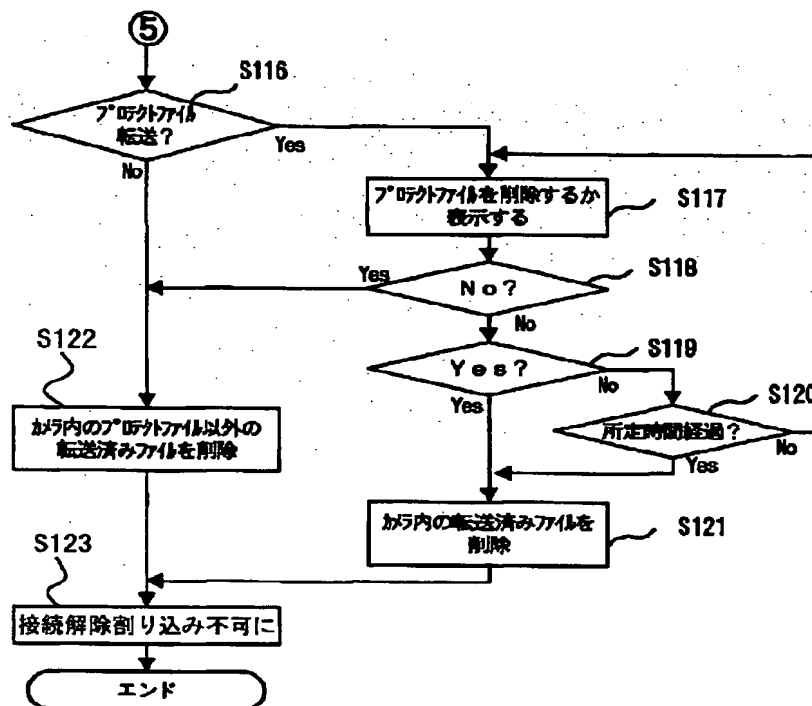 ⑤
S116
プロテクトファイル
転送？
Yes
No
プロテクトファイルを削除するか
表示する
S117
Yes
No？
S118
No
S122
Yes？
S119
No
Yes
S120
カメラ内のプロテクトファイル以外の
転送済みファイルを削除
所定時間経過？
No
Yes
カメラ内の転送済みファイルを
削除
S121
S123
接続解除割り込み不可に
エンド